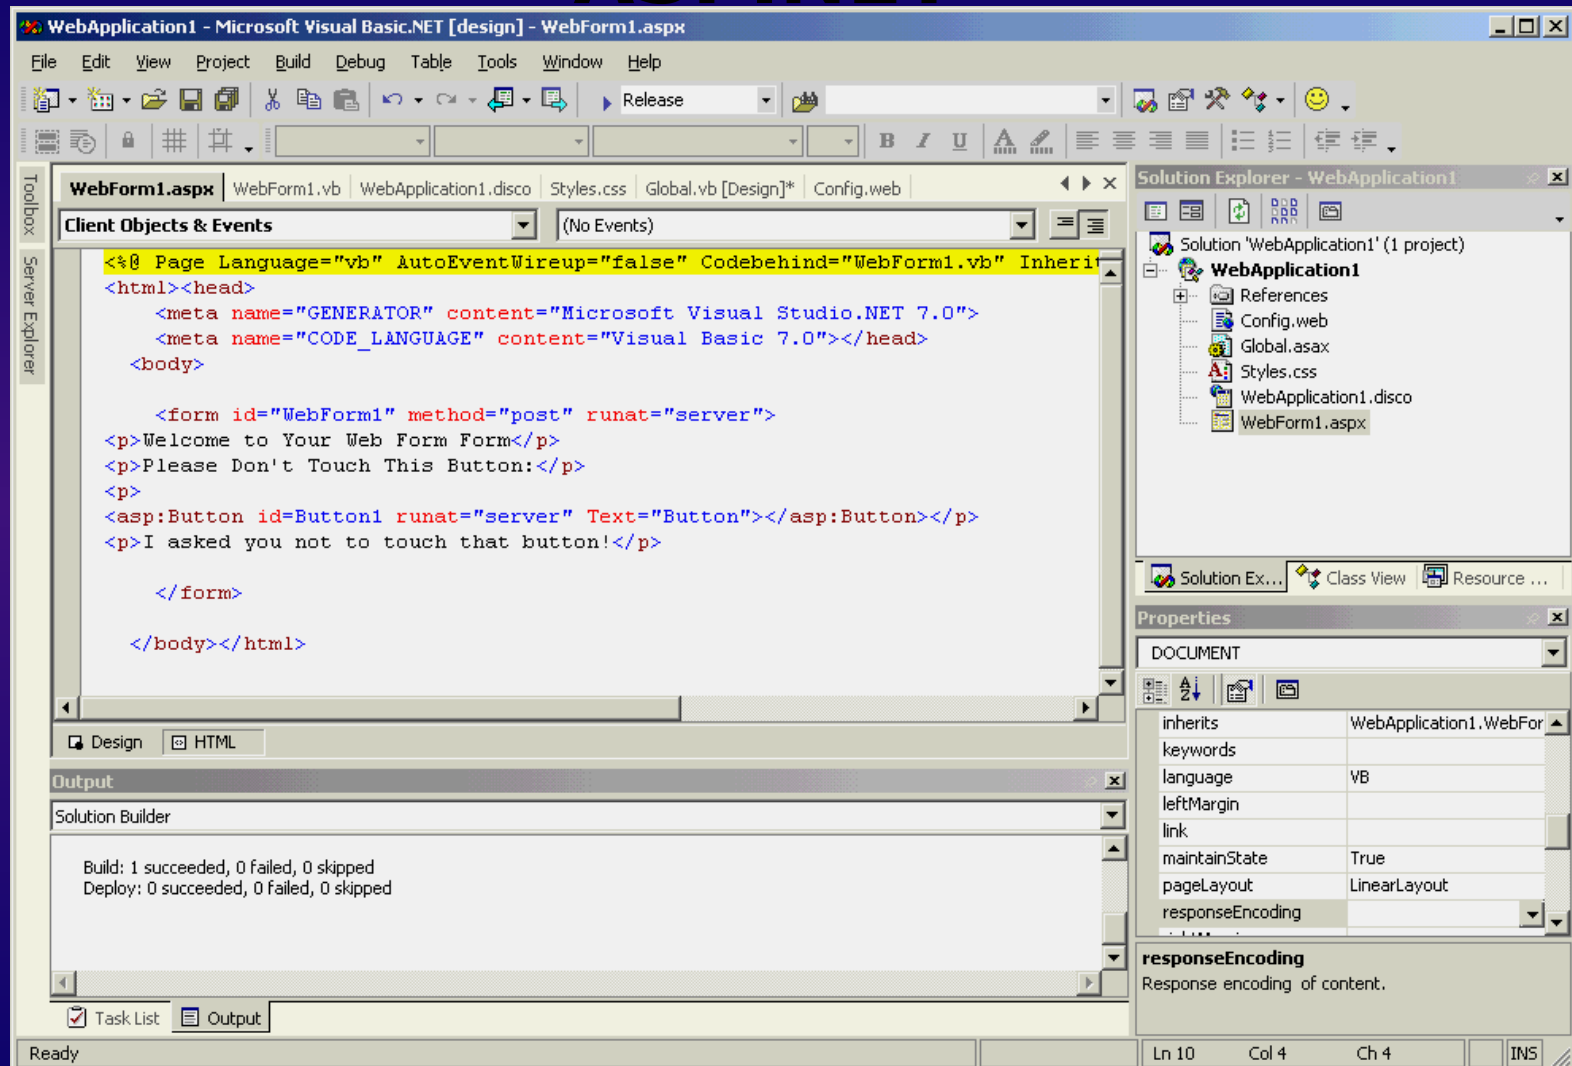 WebApplication1 - Microsoft Visual Basic.NET [design] - WebForm1.aspx
File Edit View Project Build Debug Table Tools Window Help
Release
B I U A
Toolbox
Server Explorer
WebForm1.aspx WebForm1.vb WebApplication1.disco Styles.css Global.vb [Design]* Config.web
Client Objects & Events (No Events)
<%@ Page Language="vb" AutoEventWireup="false" Codebehind="WebForm1.vb"
<html><head>
<meta name="GENERATOR" content="Microsoft Visual Studio.NET 7.0">
<meta name="CODE_LANGUAGE" content="Visual Basic 7.0"></head>
<body>
<form id="WebForm1" method="post" runat="server">
<p>Welcome to Your Web Form Form</p>
<p>Please Don't Touch This Button:</p>
<p>
<asp:Button id=Button1 runat="server" Text="Button"></asp:Button></p>
<p>I asked you not to touch that button!</p>
</form>
</body></html>
Design HTML
Output
Solution Builder
Build: 1 succeeded, 0 failed, 0 skipped
Deploy: 0 succeeded, 0 failed, 0 skipped
Task List Output
Solution Explorer - WebApplication1
Solution 'WebApplication1' (1 project)
WebApplication1
References
Config.web
Global.asax
Styles.css
WebApplication1.disco
WebForm1.aspx
Solution Ex... Class View Resource ...
Properties
DOCUMENT
inherits WebApplication1.WebFor
keywords
language VB
leftMargin
link
maintainState True
pageLayout LinearLayout
responseEncoding
responseEncoding
Response encoding of content.
Ready Ln 10 Col 4 Ch 4 INS